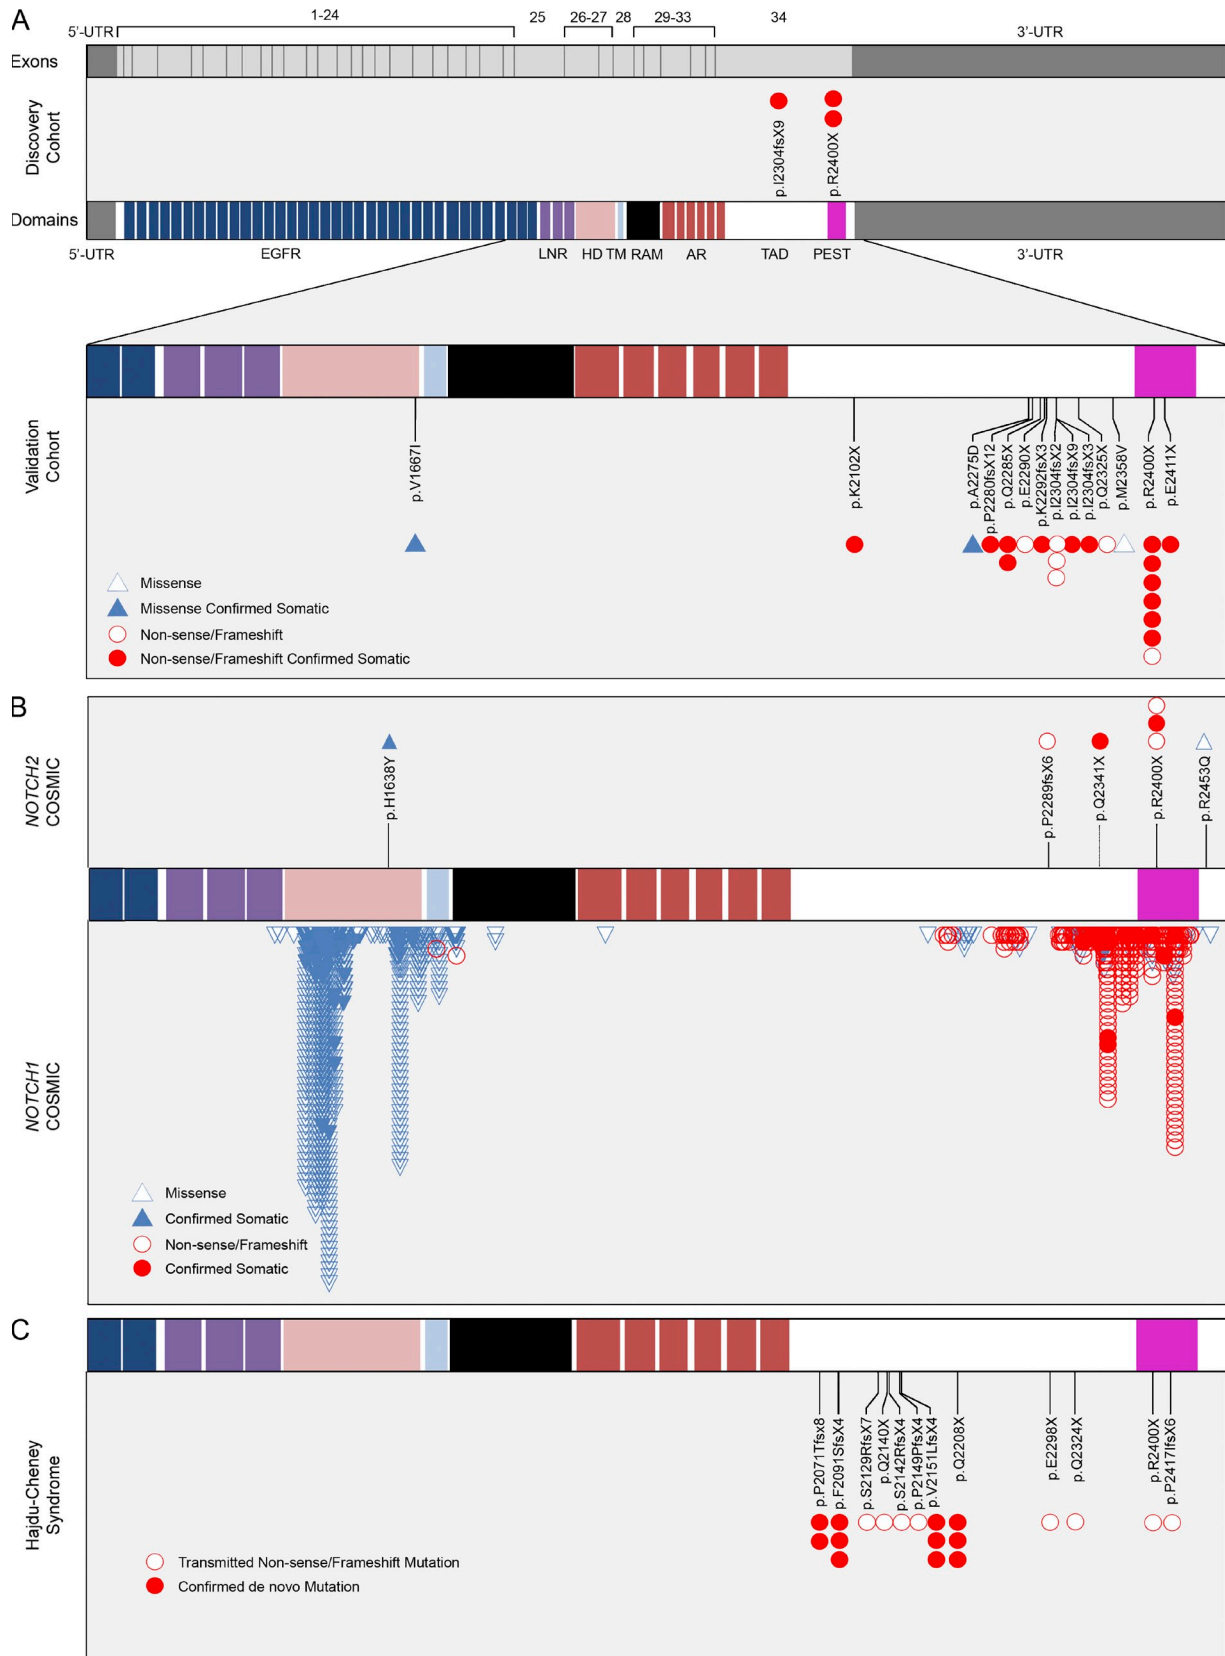 A
1-24
25
26-27
28
29-33
34
5'-UTR
3'-UTR
Exons
Discovery
Cohort
p.I2304fsX9
p.R2400X
Domains
5'-UTR
EGFR
LNR
HD
TM
RAM
AR
TAD
PEST
3'-UTR
Validation
Cohort
p.V1667I
p.K2102X
p.A2275D
p.P2280fsX12
p.Q2285X
p.E2290X
p.K2292fsX3
p.I2304fsX2
p.I2304fsX9
p.I2304fsX3
p.Q2325X
p.M2358V
p.R2400X
p.E2411X
Missense
Missense Confirmed Somatic
Non-sense/Frameshift
Non-sense/Frameshift Confirmed Somatic
B
NOTCH2
COSMIC
p.H1638Y
p.P2289fsX6
p.Q2341X
p.R2400X
p.R2453Q
NOTCH1
COSMIC
Missense
Confirmed Somatic
Non-sense/Frameshift
Confirmed Somatic
C
Hajdu-Cheney
Syndrome
p.P2071Tfsx8
p.F2091SfsX4
p.S2129RfsX7
p.Q2140X
p.S2142RfsX4
p.P2149PfsX4
p.V2151LfsX4
p.Q2208X
p.E2298X
p.Q2324X
p.R2400X
p.P2417IfsX6
Transmitted Non-sense/Frameshift Mutation
Confirmed de novo Mutation